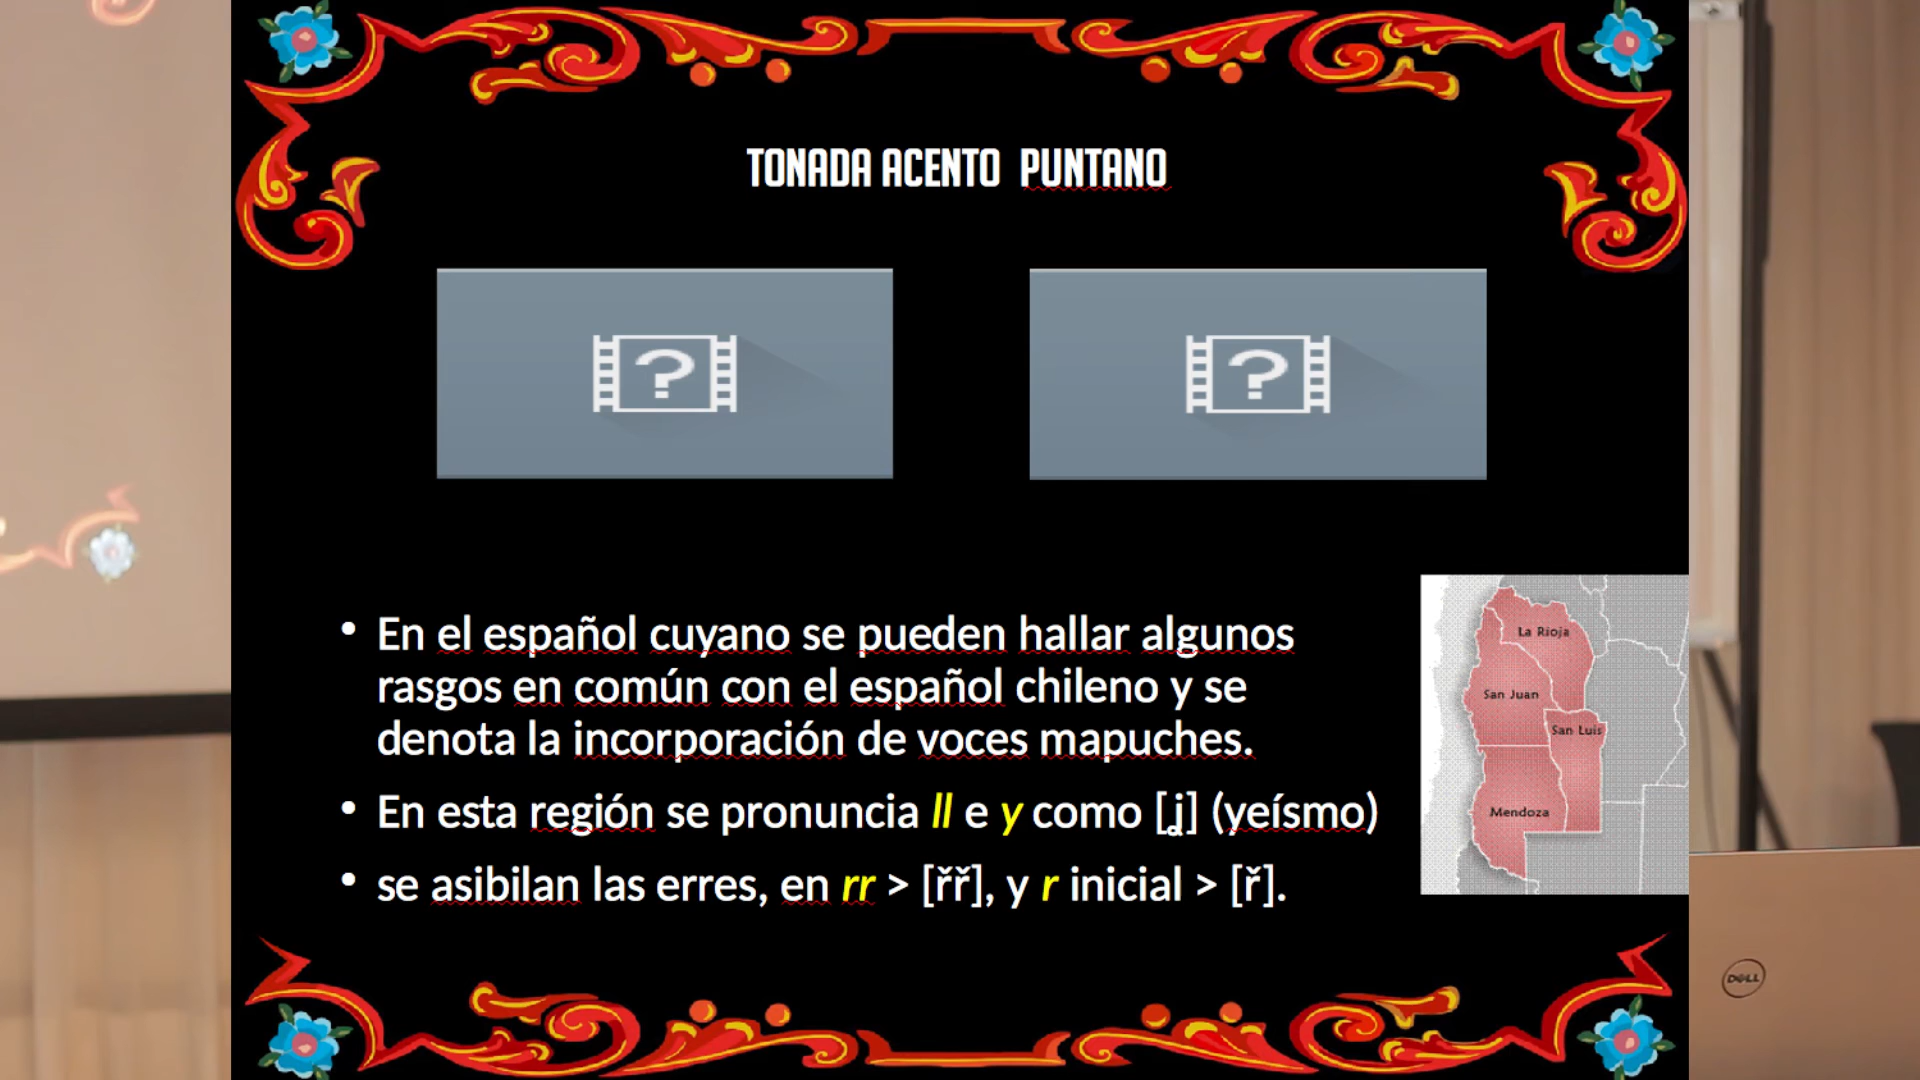 TONADA ACENTO PUNTANO
En el español cuyano se pueden hallar algunos
rasgos en común con el español chileno y se
denota la incorporación de voces mapuches.
En esta región se pronuncia ll e y como [ʝ] (yeísmo)
se asibilan las erres, en rr > [řř], y r inicial > [ř].
La Rioja
San Juan
San Luis
Mendoza
DELL